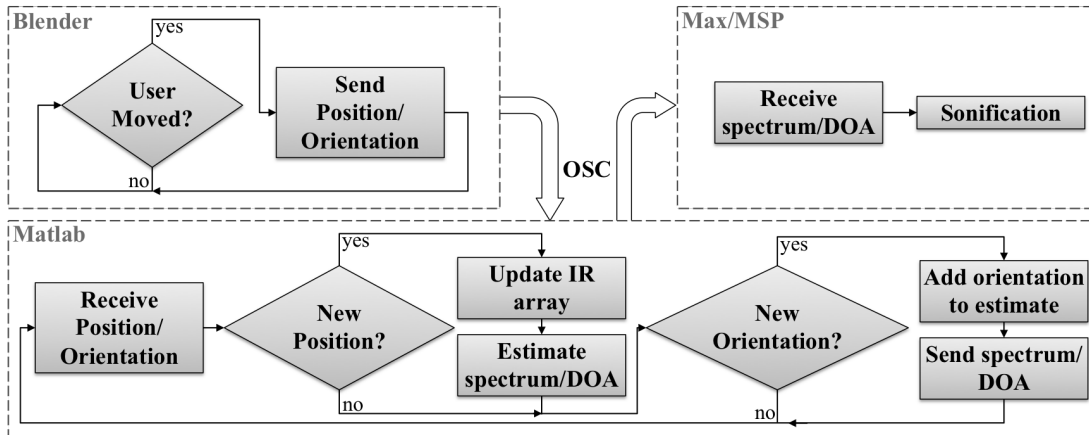 Blender
yes
User
Moved?
no
Send
Position/
Orientation
OSC
Max/MSP
Receive
spectrum/DOA
Sonification
Matlab
Receive
Position/
Orientation
yes
New
Position?
no
Update IR
array
Estimate
spectrum/DOA
yes
New
Orientation?
no
Add orientation
to estimate
Send spectrum/
DOA